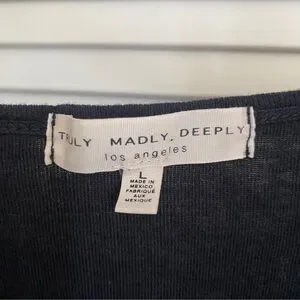 TRULY MADLY, DEEPLY
los angeles
L
MADE IN
MEXICO
FABRIQUÉ
AUX
MEXIQUE